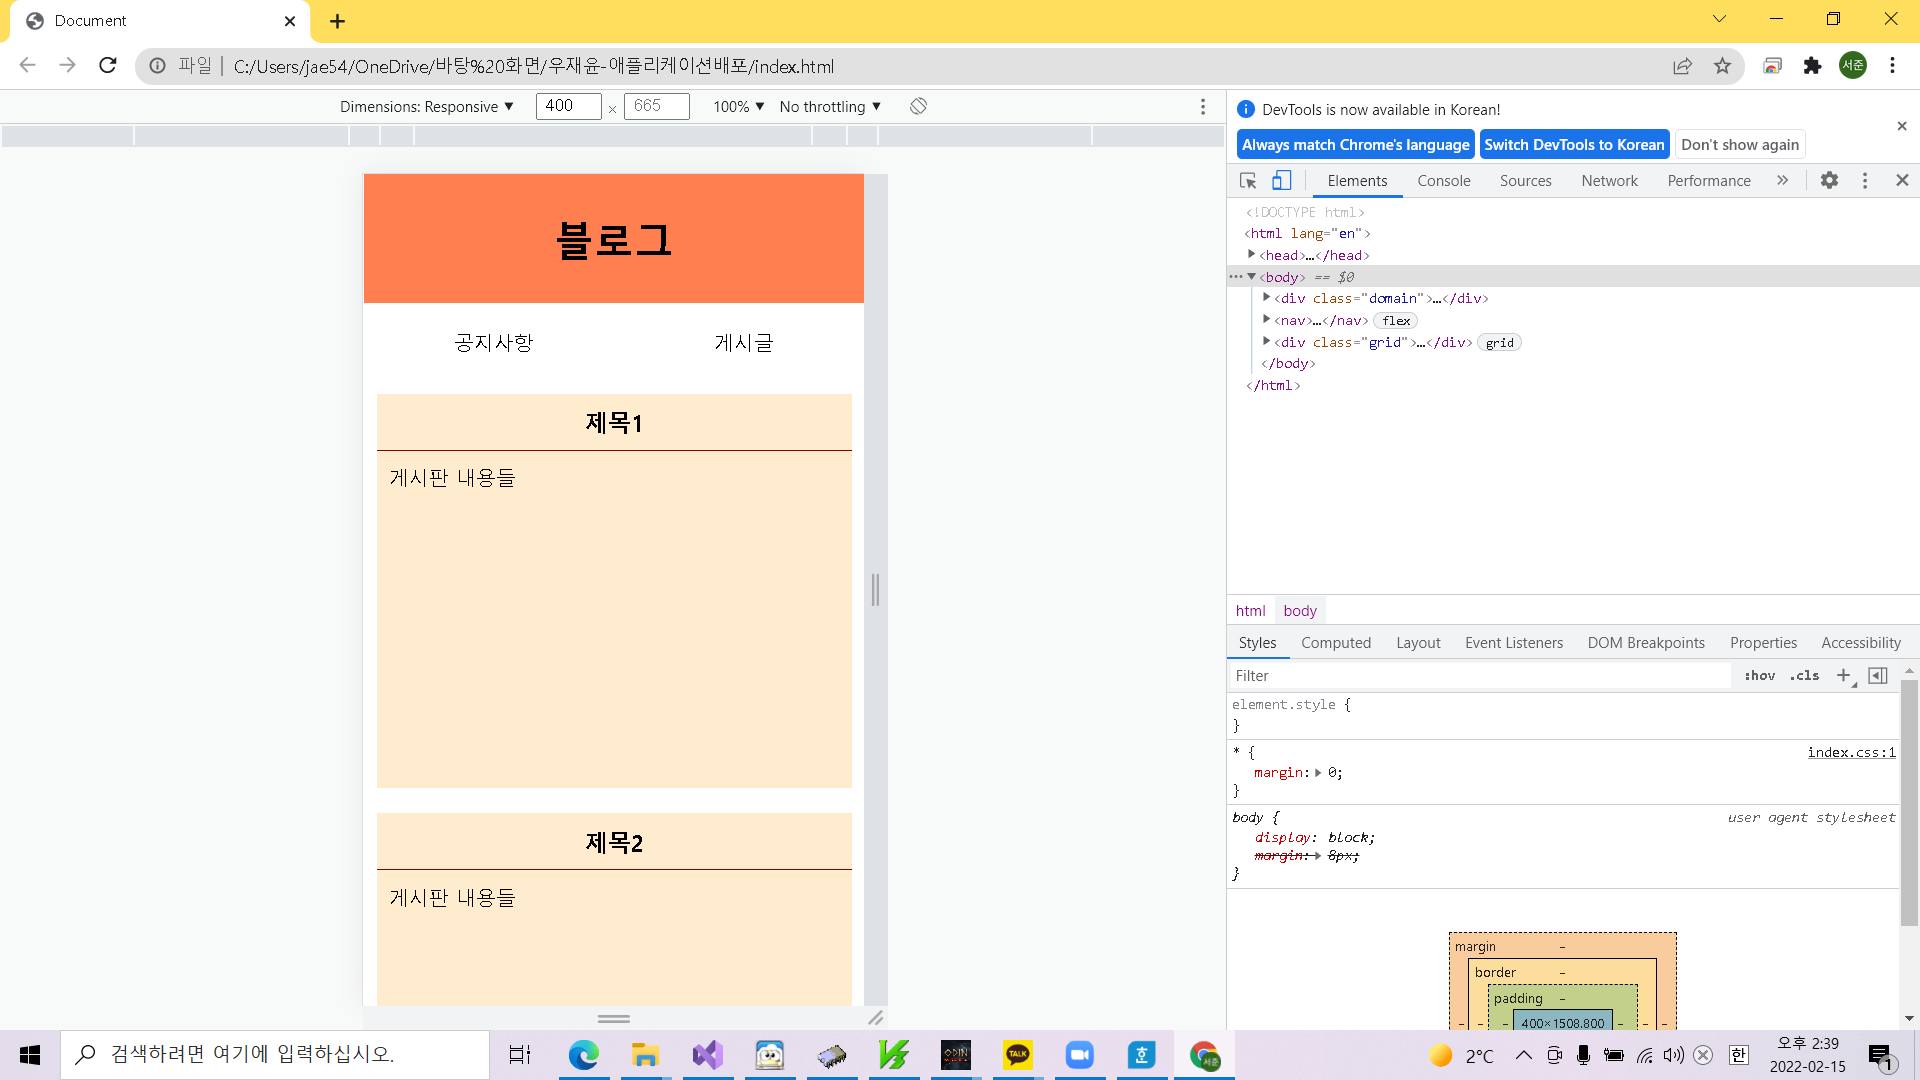 Document
파일 | C:/Users/jae54/OneDrive/바탕%20화면/우재윤-애플리케이션배포/index.html
서준
Dimensions: Responsive ▼ 400 × 665 100% ▼ No throttling ▼
DevTools is now available in Korean!
Always match Chrome's language
Switch DevTools to Korean
Don't show again
Elements Console Sources Network Performance »
블로그
공지사항 게시글
제목1
게시판 내용들
제목2
게시판 내용들
<!DOCTYPE html>
<html lang="en">
<head>…</head>
<body> == $0
<div class="domain">…</div>
<nav>…</nav> flex
<div class="grid">…</div> grid
</body>
</html>
html body
Styles Computed Layout Event Listeners DOM Breakpoints Properties Accessibility
Filter :hov .cls +
element.style {
}
* { index.css:1
margin: 0;
}
body { user agent stylesheet
display: block;
margin: 8px;
}
margin –
border –
padding –
– – – 400×1508.800 – – –
검색하려면 여기에 입력하십시오.
ODIN
TALK
호
서준
2°C
한
오후 2:39
2022-02-15
1